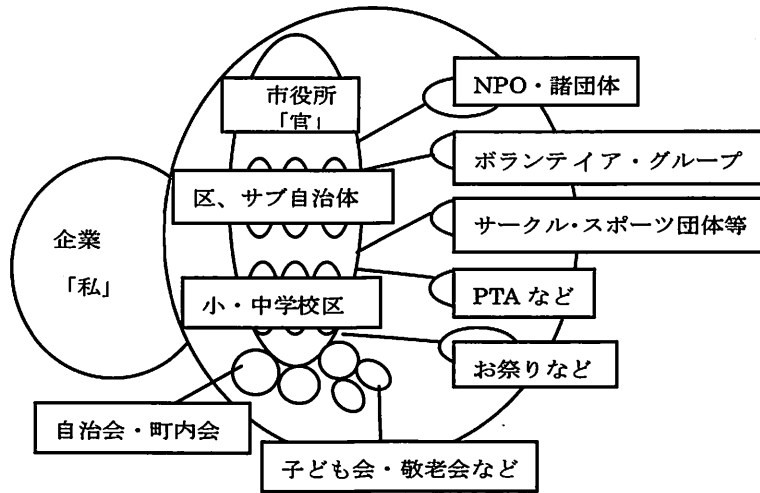 市役所
「官」
NPO・諸団体
ボランテイア・グループ
区、サブ自治体
サークル・スポーツ団体等
企業
「私」
PTA など
小・中学校区
お祭りなど
自治会・町内会
子ども会・敬老会など